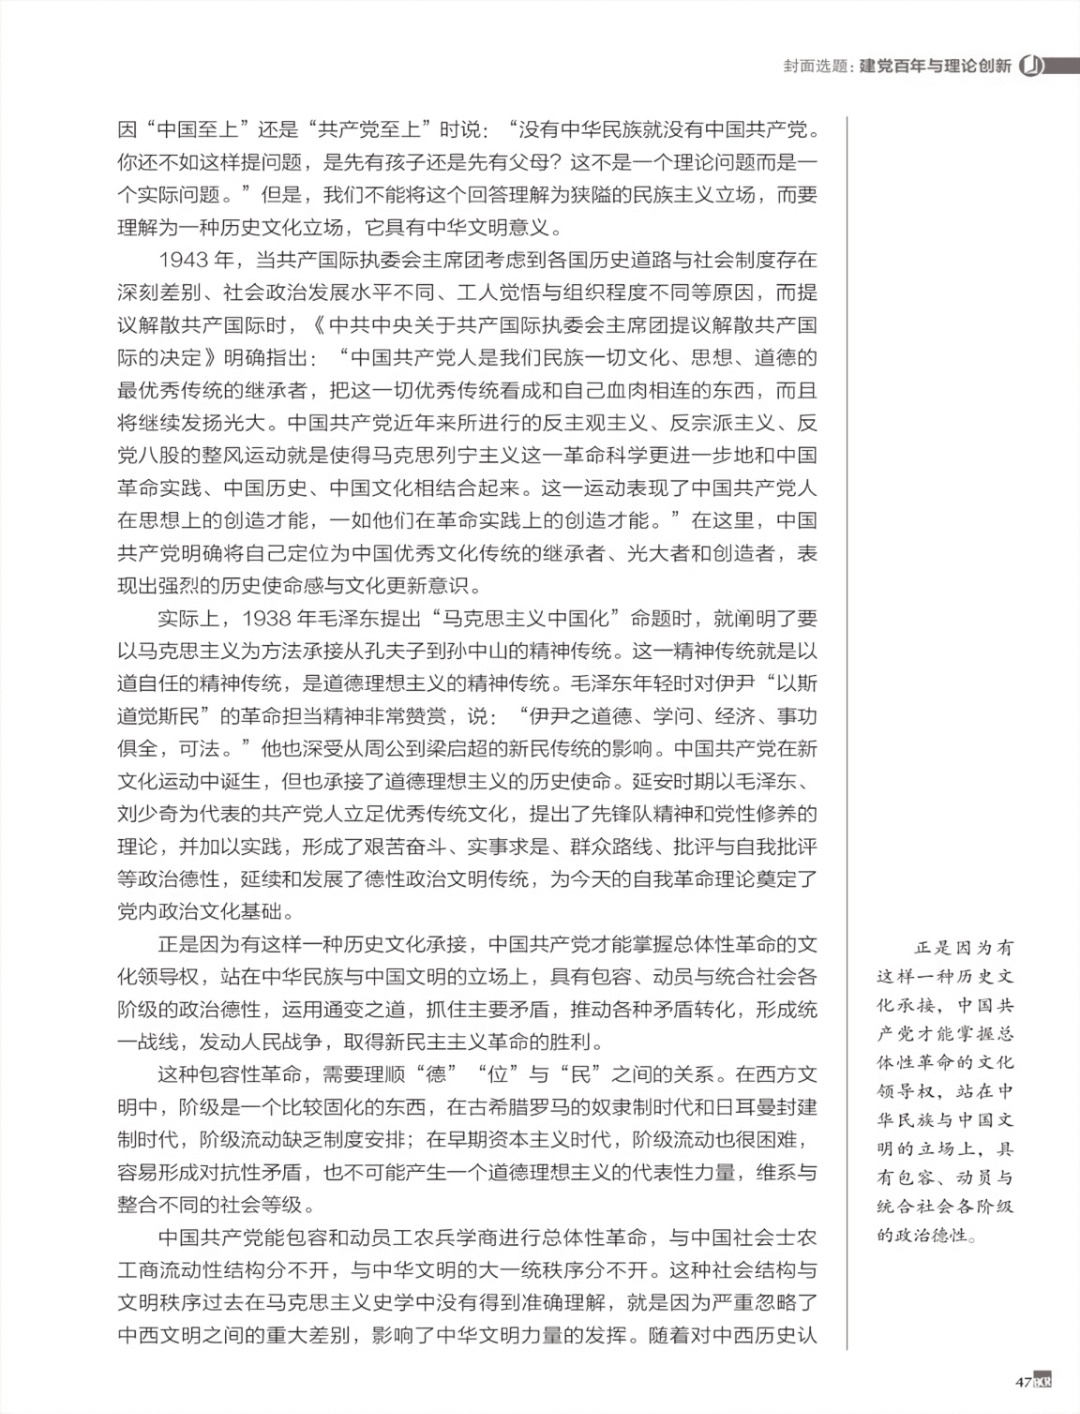 封面选题：建党百年与理论创新
因“中国至上”还是“共产党至上”时说：“没有中华民族就没有中国共产党。
你还不如这样提问题，是先有孩子还是先有父母？这不是一个理论问题而是一
个实际问题。”但是，我们不能将这个回答理解为狭隘的民族主义立场，而要
理解为一种历史文化立场，它具有中华文明意义。
1943 年，当共产国际执委会主席团考虑到各国历史道路与社会制度存在
深刻差别、社会政治发展水平不同、工人觉悟与组织程度不同等原因，而提
议解散共产国际时，《中共中央关于共产国际执委会主席团提议解散共产国
际的决定》明确指出：“中国共产党人是我们民族一切文化、思想、道德的
最优秀传统的继承者，把这一切优秀传统看成和自己血肉相连的东西，而且
将继续发扬光大。中国共产党近年来所进行的反主观主义、反宗派主义、反
党八股的整风运动就是使得马克思列宁主义这一革命科学更进一步地和中国
革命实践、中国历史、中国文化相结合起来。这一运动表现了中国共产党人
在思想上的创造才能，一如他们在革命实践上的创造才能。”在这里，中国
共产党明确将自己定位为中国优秀文化传统的继承者、光大者和创造者，表
现出强烈的历史使命感与文化更新意识。
实际上，1938 年毛泽东提出“马克思主义中国化”命题时，就阐明了要
以马克思主义为方法承接从孔夫子到孙中山的精神传统。这一精神传统就是以
道自任的精神传统，是道德理想主义的精神传统。毛泽东年轻时对伊尹“以斯
道觉斯民”的革命担当精神非常赞赏，说：“伊尹之道德、学问、经济、事功
俱全，可法。”他也深受从周公到梁启超的新民传统的影响。中国共产党在新
文化运动中诞生，但也承接了道德理想主义的历史使命。延安时期以毛泽东、
刘少奇为代表的共产党人立足优秀传统文化，提出了先锋队精神和党性修养的
理论，并加以实践，形成了艰苦奋斗、实事求是、群众路线、批评与自我批评
等政治德性，延续和发展了德性政治文明传统，为今天的自我革命理论奠定了
党内政治文化基础。
正是因为有这样一种历史文化承接，中国共产党才能掌握总体性革命的文
化领导权，站在中华民族与中国文明的立场上，具有包容、动员与统合社会各
阶级的政治德性，运用通变之道，抓住主要矛盾，推动各种矛盾转化，形成统
一战线，发动人民战争，取得新民主主义革命的胜利。
这种包容性革命，需要理顺“德”“位”与“民”之间的关系。在西方文
明中，阶级是一个比较固化的东西，在古希腊罗马的奴隶制时代和日耳曼封建
制时代，阶级流动缺乏制度安排；在早期资本主义时代，阶级流动也很困难，
容易形成对抗性矛盾，也不可能产生一个道德理想主义的代表性力量，维系与
整合不同的社会等级。
中国共产党能包容和动员工农兵学商进行总体性革命，与中国社会士农
工商流动性结构分不开，与中华文明的大一统秩序分不开。这种社会结构与
文明秩序过去在马克思主义史学中没有得到准确理解，就是因为严重忽略了
中西文明之间的重大差别，影响了中华文明力量的发挥。随着对中西历史认
正是因为有
这样一种历史文
化承接，中国共
产党才能掌握总
体性革命的文化
领导权，站在中
华民族与中国文
明的立场上，具
有包容、动员与
统合社会各阶级
的政治德性。
47